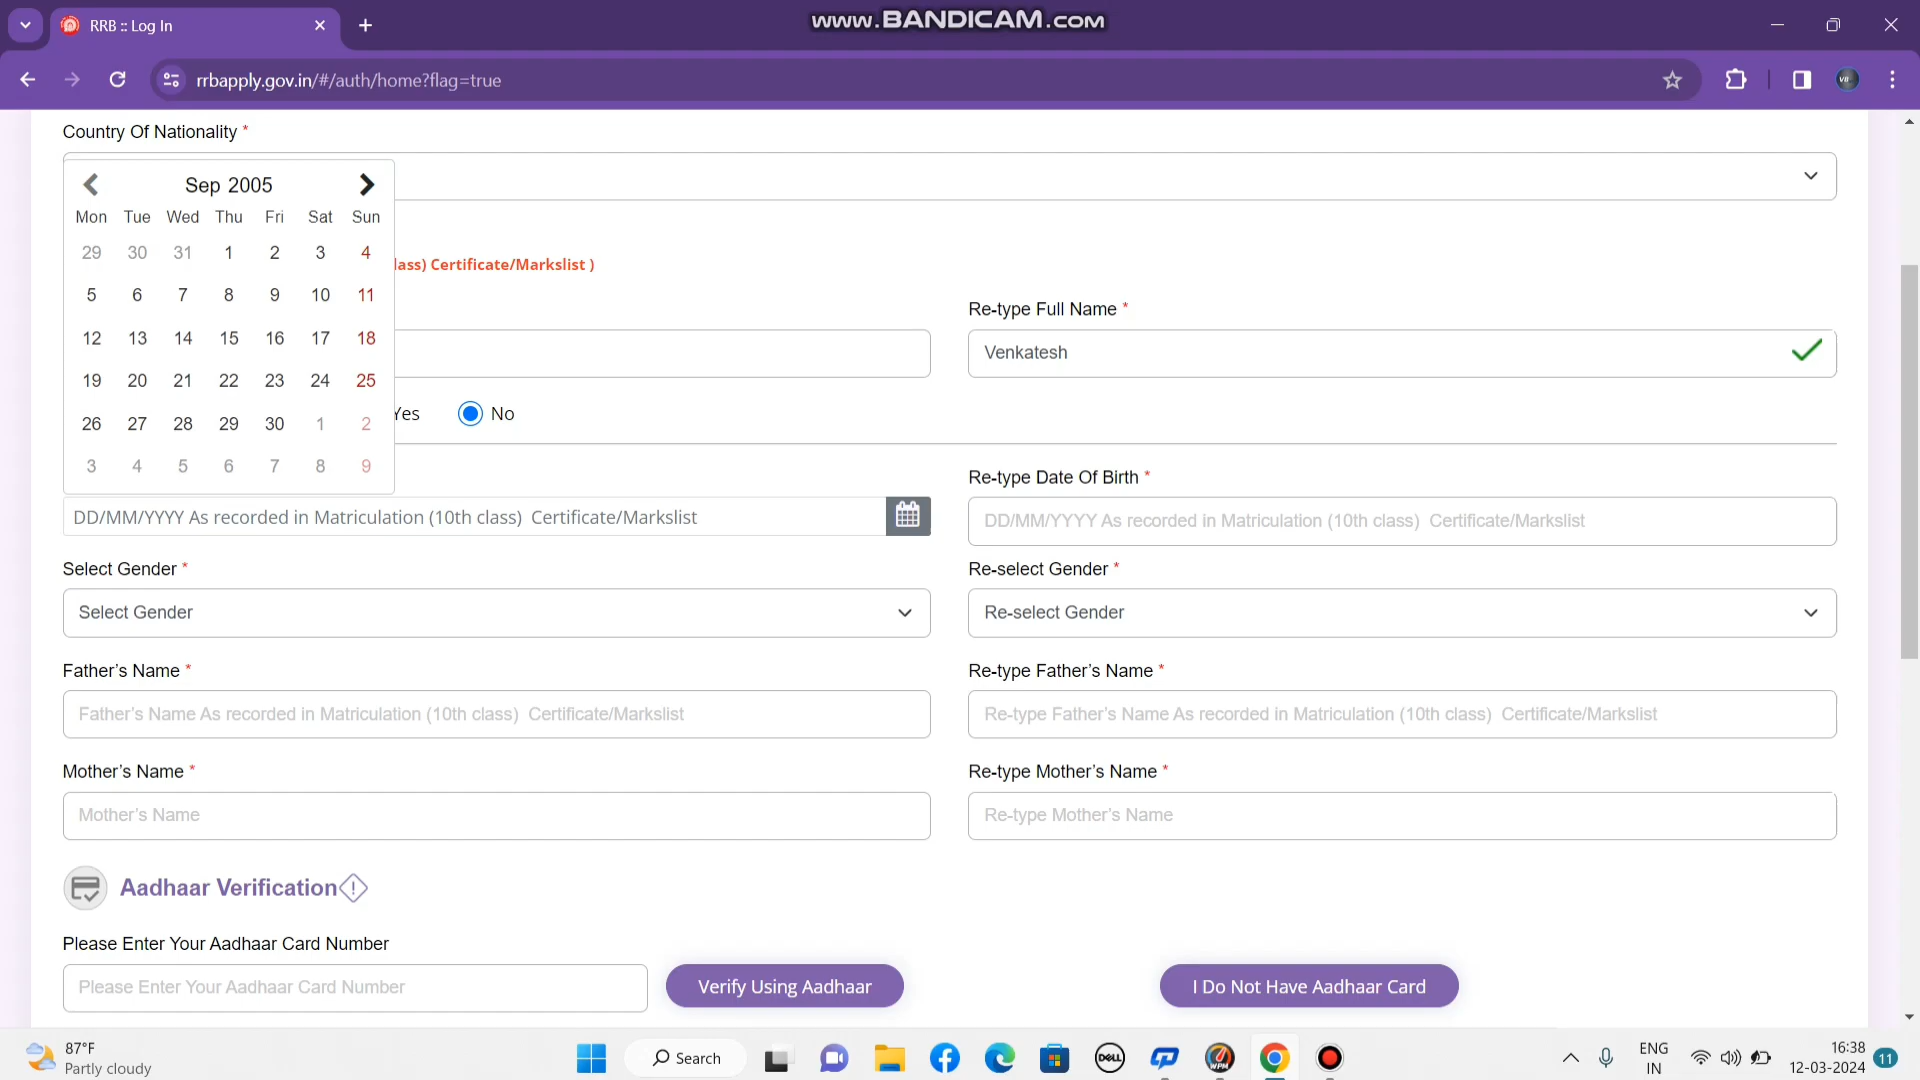 RRB :: Log In
www.BANDICAM.com
rrbapply.gov.in/#/auth/home?flag=true
Country Of Nationality *
Sep 2005
Mon Tue Wed Thu Fri Sat Sun
29 30 31 1 2 3 4
5 6 7 8 9 10 11
12 13 14 15 16 17 18
19 20 21 22 23 24 25
26 27 28 29 30 1 2
3 4 5 6 7 8 9
lass) Certificate/Markslist )
Re-type Full Name *
Venkatesh
Yes No
Re-type Date Of Birth *
DD/MM/YYYY As recorded in Matriculation (10th class) Certificate/Markslist
DD/MM/YYYY As recorded in Matriculation (10th class) Certificate/Markslist
Select Gender *
Re-select Gender *
Select Gender
Re-select Gender
Father's Name *
Re-type Father's Name *
Father's Name As recorded in Matriculation (10th class) Certificate/Markslist
Re-type Father's Name As recorded in Matriculation (10th class) Certificate/Markslist
Mother's Name *
Re-type Mother's Name *
Mother's Name
Re-type Mother's Name
Aadhaar Verification
Please Enter Your Aadhaar Card Number
Please Enter Your Aadhaar Card Number
Verify Using Aadhaar
I Do Not Have Aadhaar Card
87°F
Partly cloudy
Search
DELL
WPM
ENG
IN
16:38
12-03-2024
11